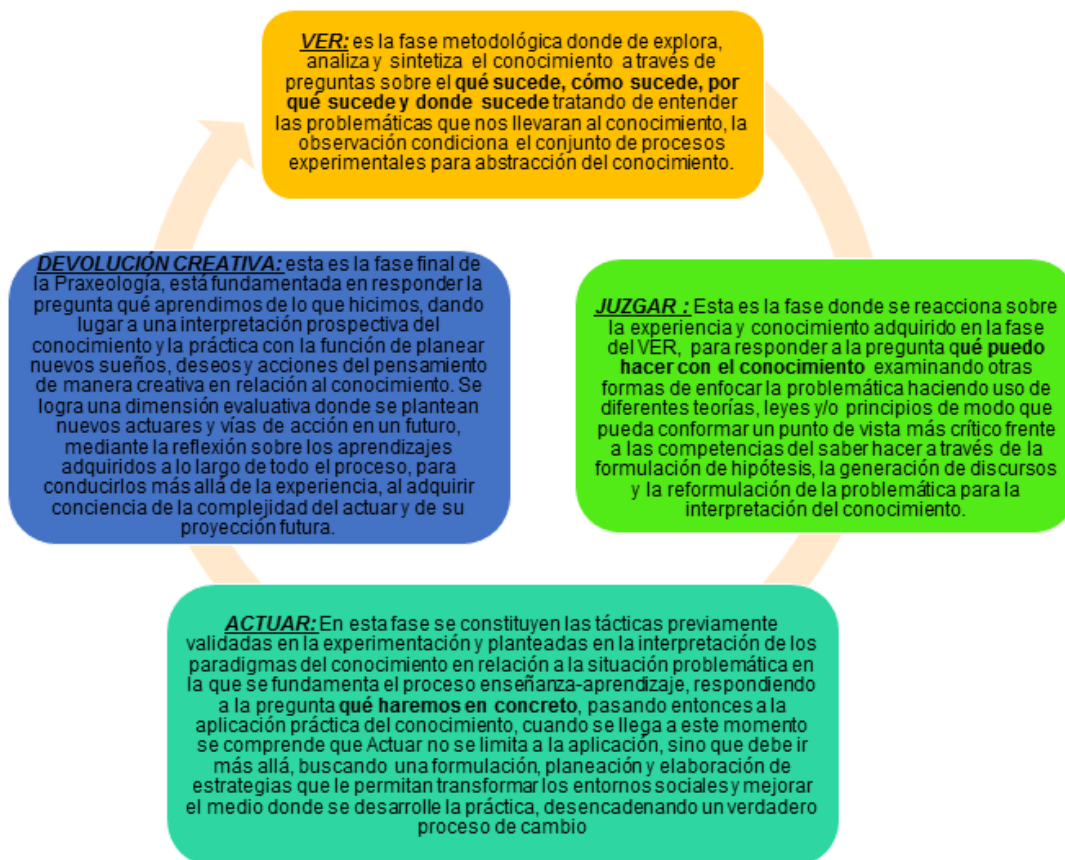 VER: es la fase metodológica donde de explora,
analiza y sintetiza el conocimiento a través de
preguntas sobre el qué sucede, cómo sucede, por
qué sucede y donde sucede tratando de entender
las problemáticas que nos llevaran al conocimiento, la
observación condiciona el conjunto de procesos
experimentales para abstracción del conocimiento.
JUZGAR : Esta es la fase donde se reacciona sobre
la experiencia y conocimiento adquirido en la fase
del VER, para responder a la pregunta qué puedo
hacer con el conocimiento examinando otras
formas de enfocar la problemática haciendo uso de
diferentes teorías, leyes y/o principios de modo que
pueda conformar un punto de vista más crítico frente
a las competencias del saber hacer a través de la
formulación de hipótesis, la generación de discursos
y la reformulación de la problemática para la
interpretación del conocimiento.
ACTUAR: En esta fase se constituyen las tácticas previamente
validadas en la experimentación y planteadas en la interpretación de los
paradigmas del conocimiento en relación a la situación problemática en
la que se fundamenta el proceso enseñanza-aprendizaje, respondiendo
a la pregunta qué haremos en concreto, pasando entonces a la
aplicación práctica del conocimiento, cuando se llega a este momento
se comprende que Actuar no se limita a la aplicación, sino que debe ir
más allá, buscando una formulación, planeación y elaboración de
estrategias que le permitan transformar los entornos sociales y mejorar
el medio donde se desarrolle la práctica, desencadenando un verdadero
proceso de cambio
DEVOLUCIÓN CREATIVA: esta es la fase final de
la Praxeología, está fundamentada en responder la
pregunta qué aprendimos de lo que hicimos, dando
lugar a una interpretación prospectiva del
conocimiento y la práctica con la función de planear
nuevos sueños, deseos y acciones del pensamiento
de manera creativa en relación al conocimiento. Se
logra una dimensión evaluativa donde se plantean
nuevos actuares y vías de acción en un futuro,
mediante la reflexión sobre los aprendizajes
adquiridos a lo largo de todo el proceso, para
conducirlos más allá de la experiencia, al adquirir
conciencia de la complejidad del actuar y de su
proyección futura.